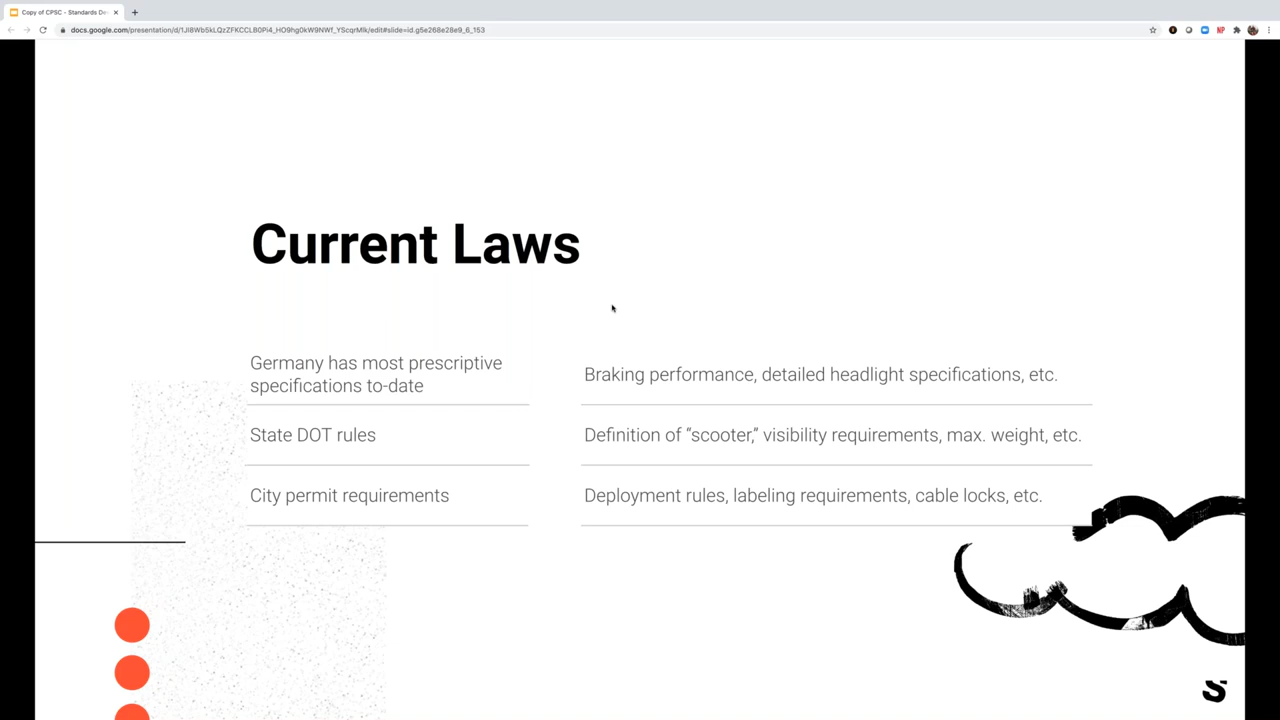 Copy of CPSC - Standards De
docs.google.com/presentation/d/1JI8Wb5kLQzZFKCCLB0Pi4_HO9hg0kW9NWf_YScqrMlk/edit#slide=id.g5e268e28e9_6_153
NP
Current Laws
Germany has most prescriptive
specifications to-date
Braking performance, detailed headlight specifications, etc.
State DOT rules
Definition of “scooter,” visibility requirements, max. weight, etc.
City permit requirements
Deployment rules, labeling requirements, cable locks, etc.
S